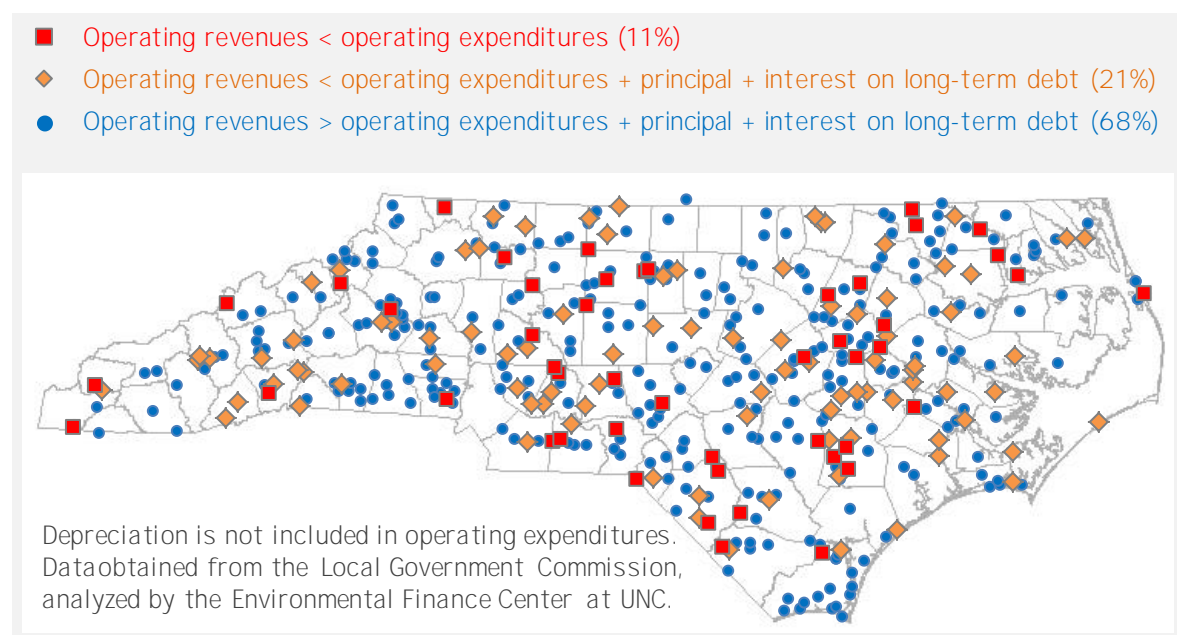 Operating revenues < operating expenditures (11%)
Operating revenues < operating expenditures + principal + interest on long-term debt (21%)
Operating revenues > operating expenditures + principal + interest on long-term debt (68%)
Depreciation is not included in operating expenditures.
Dataobtained from the Local Government Commission,
analyzed by the Environmental Finance Center at UNC.